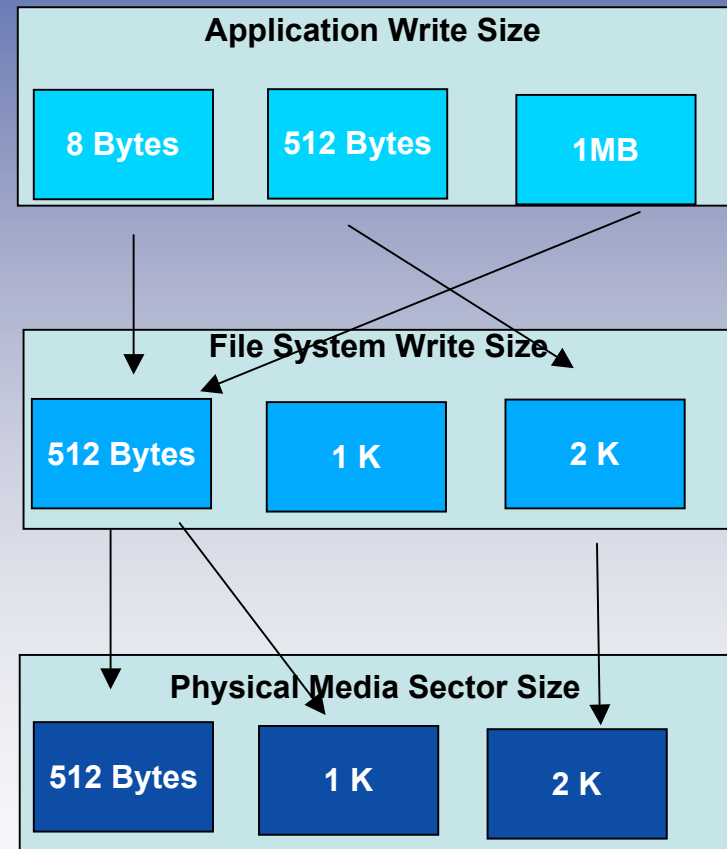 Application Write Size
8 Bytes
512 Bytes
1MB
File System Write Size
512 Bytes
1 K
2 K
Physical Media Sector Size
512 Bytes
1 K
2 K